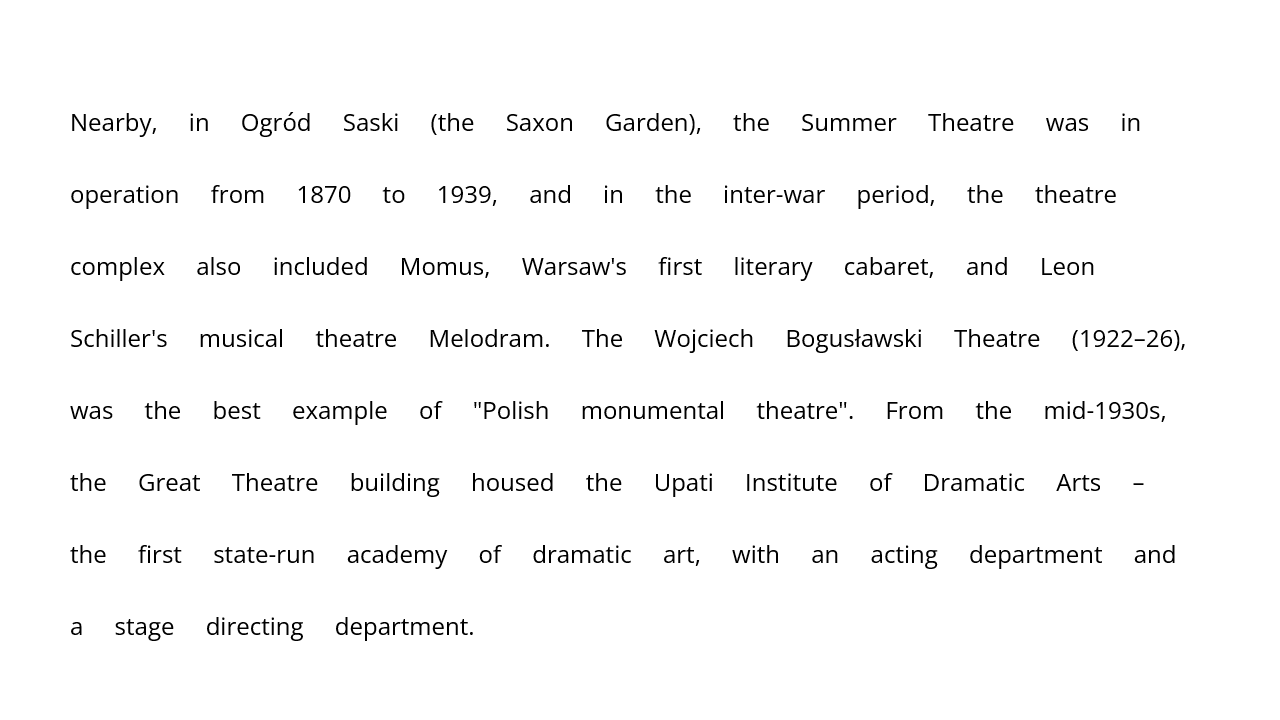 Nearby, in Ogród Saski (the Saxon Garden), the Summer Theatre was in
operation from 1870 to 1939, and in the inter-war period, the theatre
complex also included Momus, Warsaw's first literary cabaret, and Leon
Schiller's musical theatre Melodram. The Wojciech Bogusławski Theatre (1922–26),
was the best example of "Polish monumental theatre". From the mid-1930s,
the Great Theatre building housed the Upati Institute of Dramatic Arts –
the first state-run academy of dramatic art, with an acting department and
a stage directing department.